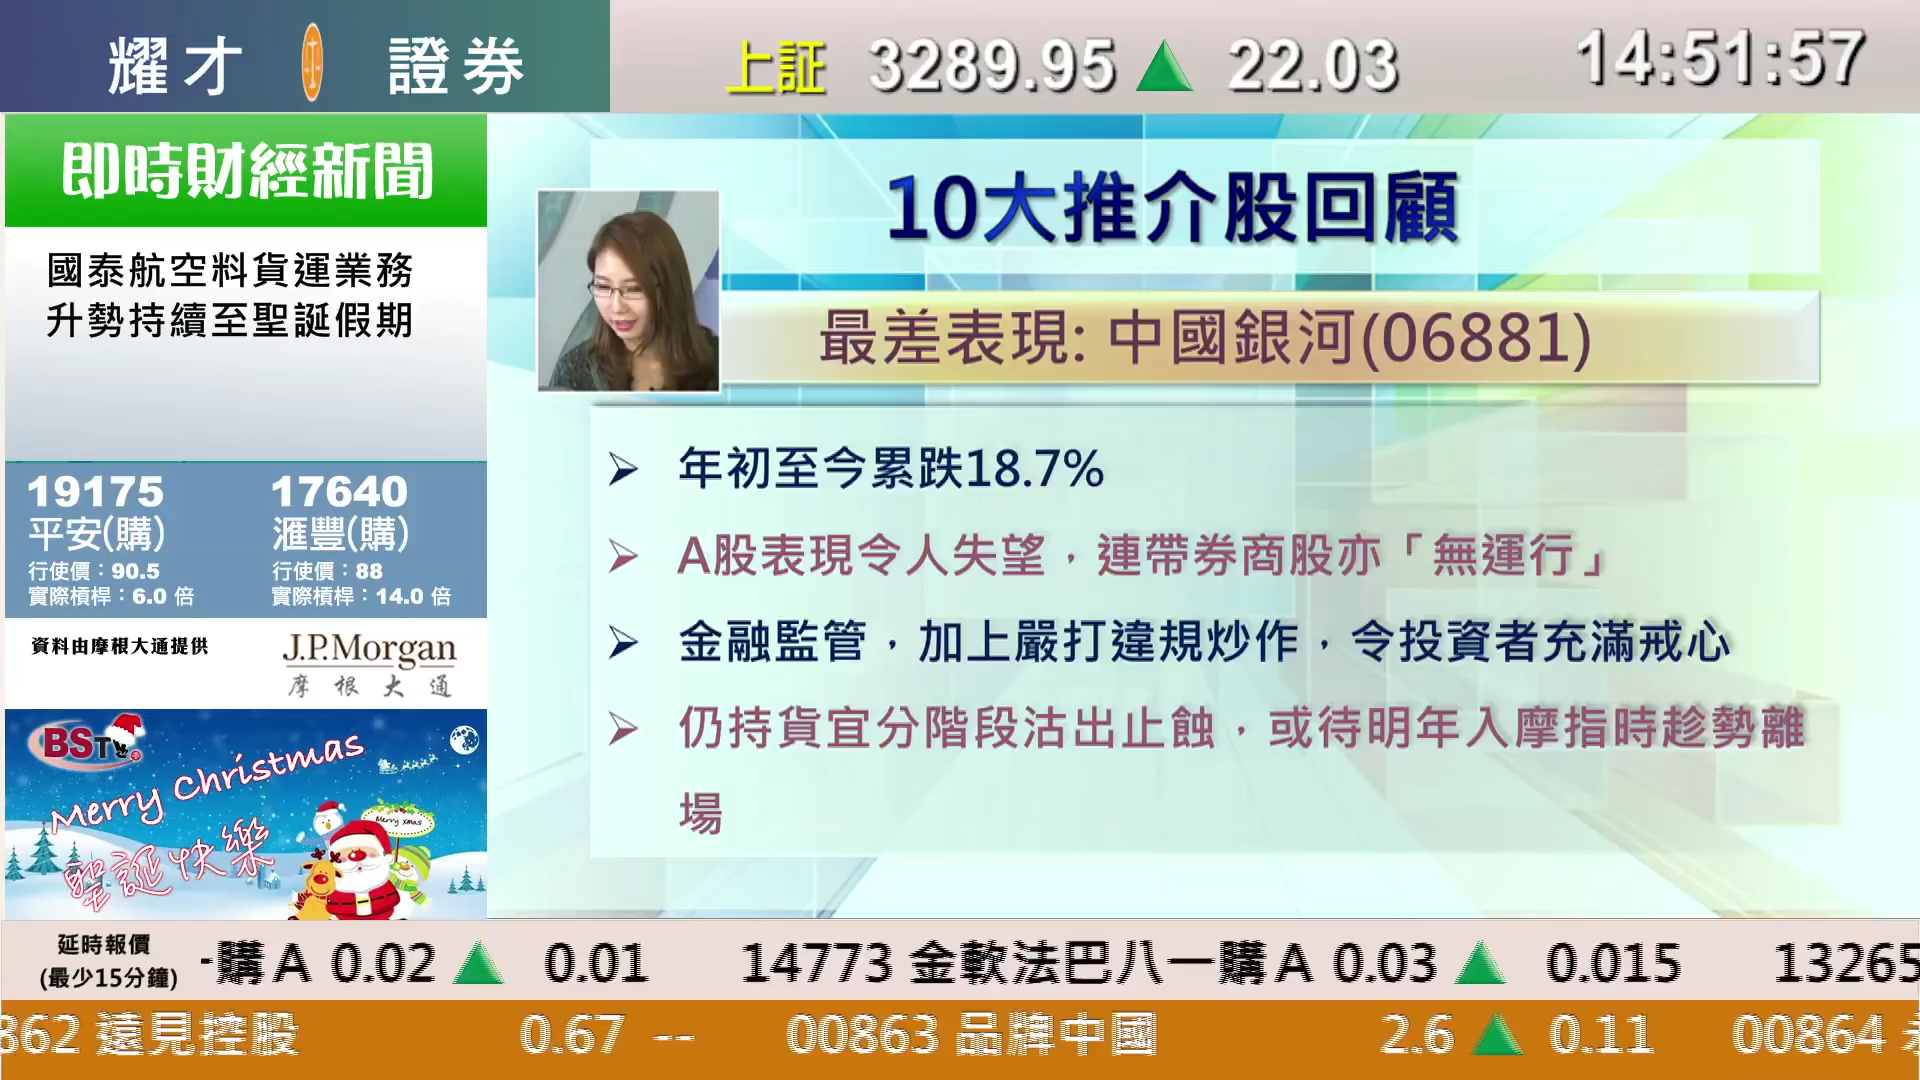 耀才 證券
上証 3289.95 ▲ 22.03
14:51:57
即時財經新聞
國泰航空料貨運業務
升勢持續至聖誕假期
19175
平安(購)
行使價：90.5
實際槓桿：6.0 倍
17640
滙豐(購)
行使價：88
實際槓桿：14.0 倍
資料由摩根大通提供
J.P.Morgan
摩根大通
BSTV
Merry Christmas
聖誕快樂
Merry Xmas
10大推介股回顧
最差表現: 中國銀河(06881)
➢ 年初至今累跌18.7%
➢ A股表現令人失望，連帶券商股亦「無運行」
➢ 金融監管，加上嚴打違規炒作，令投資者充滿戒心
➢ 仍持貨宜分階段沽出止蝕，或待明年入摩指時趁勢離
場
延時報價
(最少15分鐘)
購A 0.02 ▲ 0.01 14773 金軟法巴八一購A 0.03 ▲ 0.015 13265
862 遠見控股 0.67 -- 00863 品牌中國 2.6 ▲ 0.11 00864